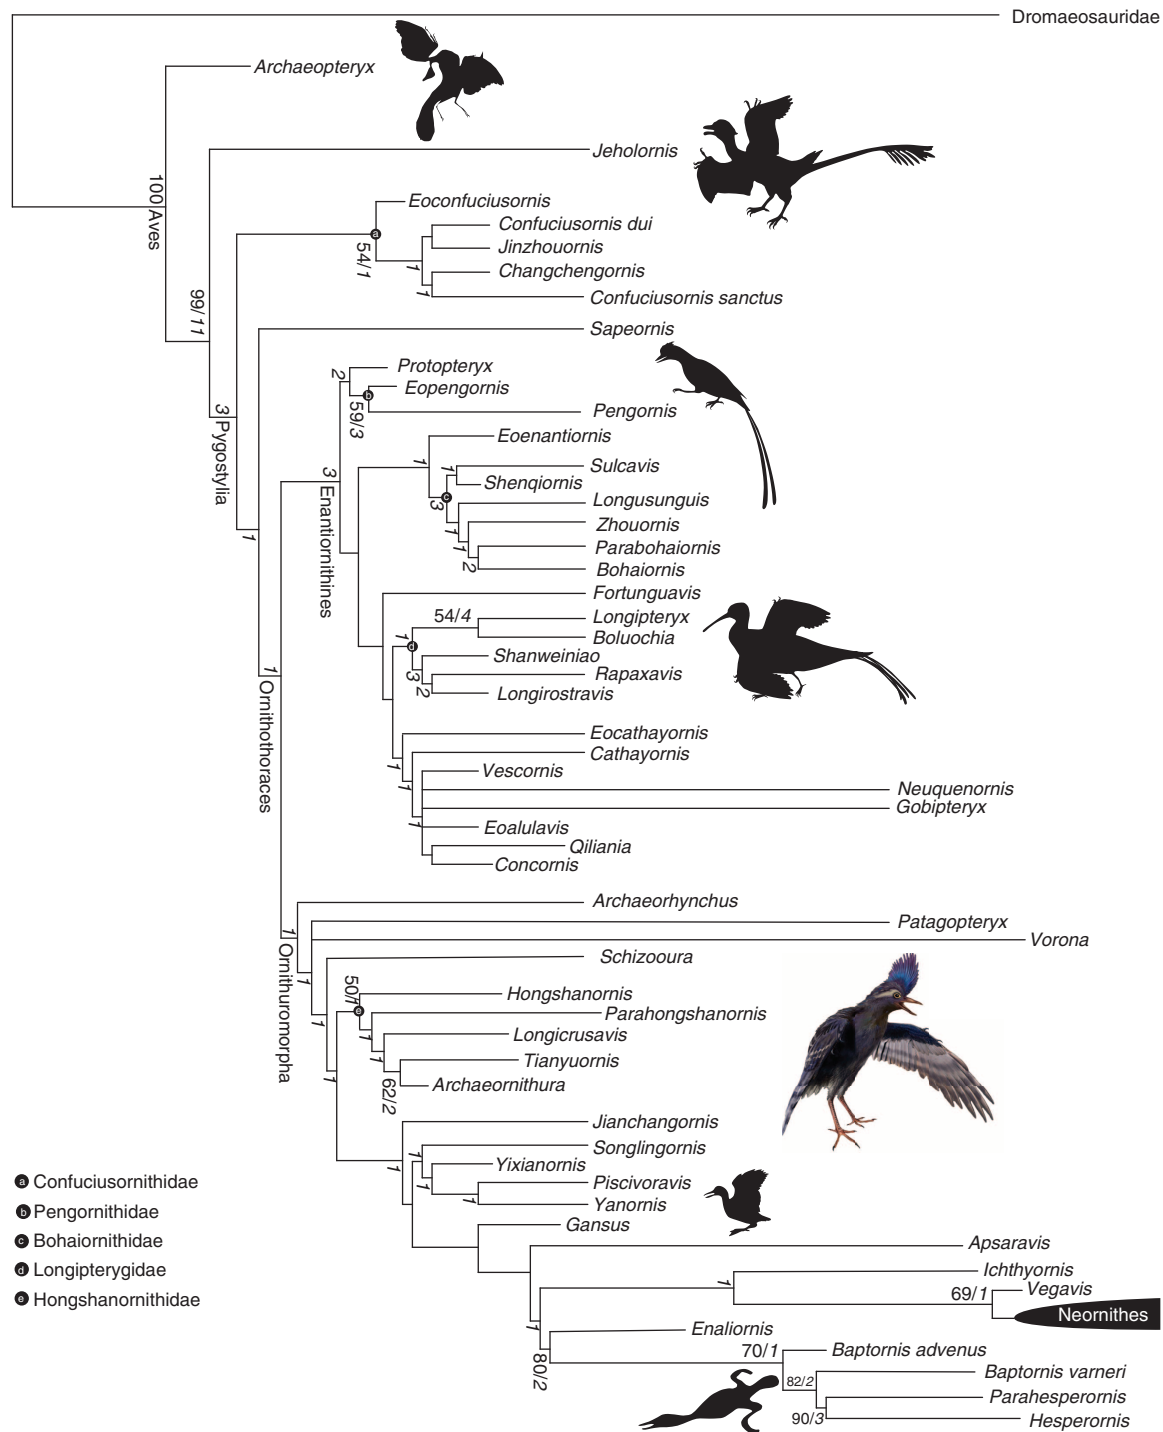 Dromaeosauridae
Archaeopteryx
Jeholornis
100 Aves
Eoconfuciusornis
Confuciusornis dui
a
54/1
Jinzhouornis
1
Changchengornis
1
Confuciusornis sanctus
99/11
Sapeornis
Protopteryx
2
Eopengornis
b
59/3
Pengornis
3 Pygostylia
Eoenantiornis
1
1
Sulcavis
3 Enantiornithines
Shenqiornis
c
3
Longusunguis
Zhouornis
1
1
Parabohaiornis
1
2
Bohaiornis
Fortunguavis
54/4
Longipteryx
1
Boluochia
d
Shanweiniao
1 Ornithothoraces
3
Rapaxavis
2
Longirostravis
Eocathayornis
Cathayornis
1
Vescornis
1
Neuquenornis
Gobipteryx
1
Eoalulavis
Qiliania
Concornis
Archaeorhynchus
Patagopteryx
1 Ornithuromorpha
Vorona
Schizooura
1
50/1
Hongshanornis
e
1
Parahongshanornis
1
Longicrusavis
1
Tianyuornis
1
62/2
Archaeornithura
Jianchangornis
Songlingornis
1
Yixianornis
1
a Confuciusornithidae
Piscivoravis
1
Yanornis
b Pengornithidae
Gansus
c Bohaiornithidae
Apsaravis
d Longipterygidae
Ichthyornis
1
69/1
Vegavis
e Hongshanornithidae
Neornithes
1
Enaliornis
80/2
70/1
Baptornis advenus
82/2
Baptornis varneri
Parahesperornis
90/3
Hesperornis